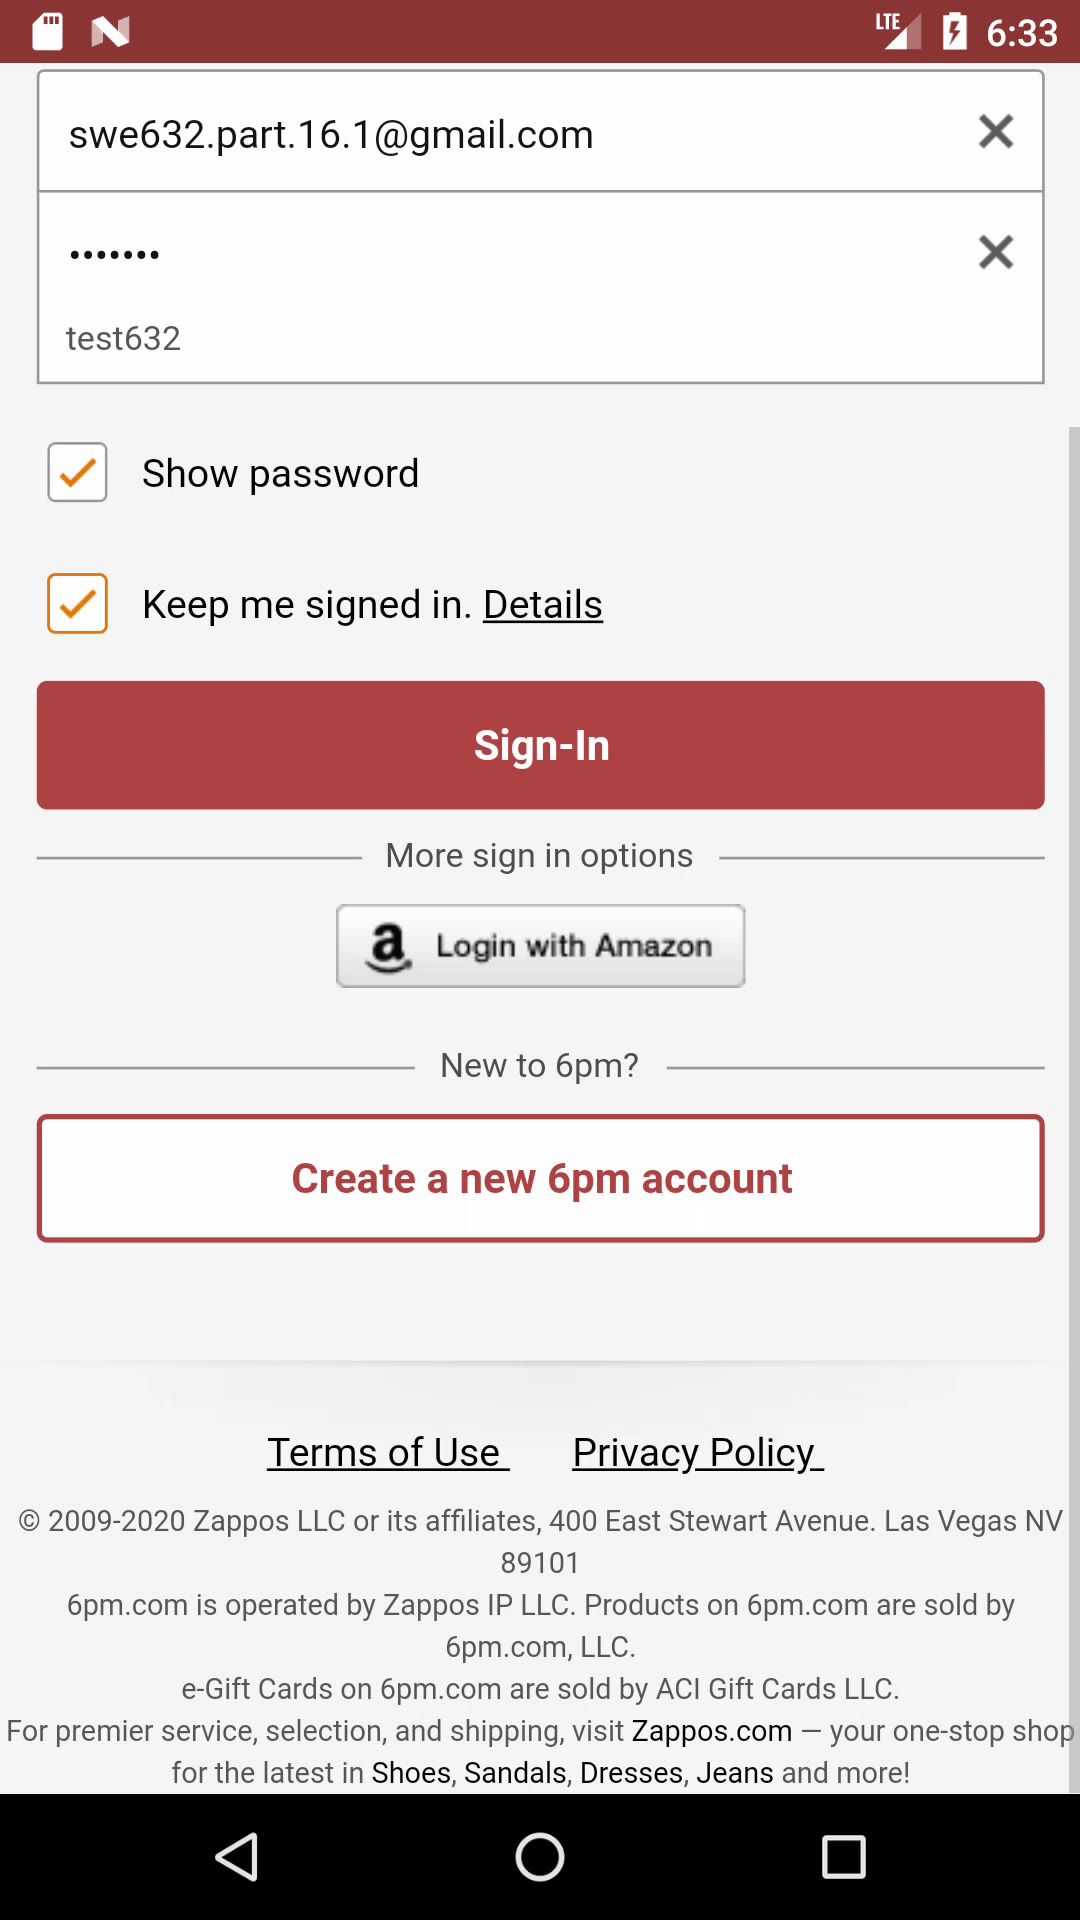 LTE 6:33
swe632.part.16.1@gmail.com
•••••••
test632
Show password
Keep me signed in. Details
Sign-In
More sign in options
a Login with Amazon
New to 6pm?
Create a new 6pm account
Terms of Use Privacy Policy
© 2009-2020 Zappos LLC or its affiliates, 400 East Stewart Avenue. Las Vegas NV
89101
6pm.com is operated by Zappos IP LLC. Products on 6pm.com are sold by
6pm.com, LLC.
e-Gift Cards on 6pm.com are sold by ACI Gift Cards LLC.
For premier service, selection, and shipping, visit Zappos.com — your one-stop shop
for the latest in Shoes, Sandals, Dresses, Jeans and more!